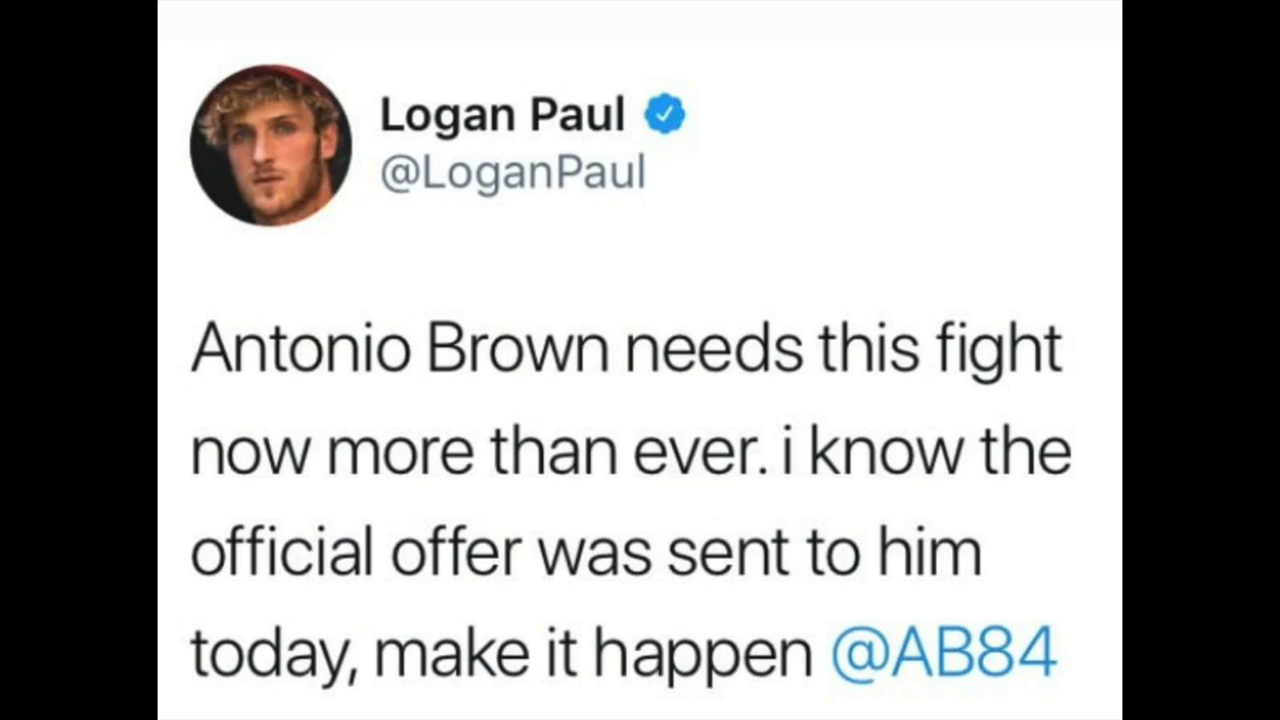 Logan Paul
@LoganPaul
Antonio Brown needs this fight
now more than ever. i know the
official offer was sent to him
today, make it happen @AB84